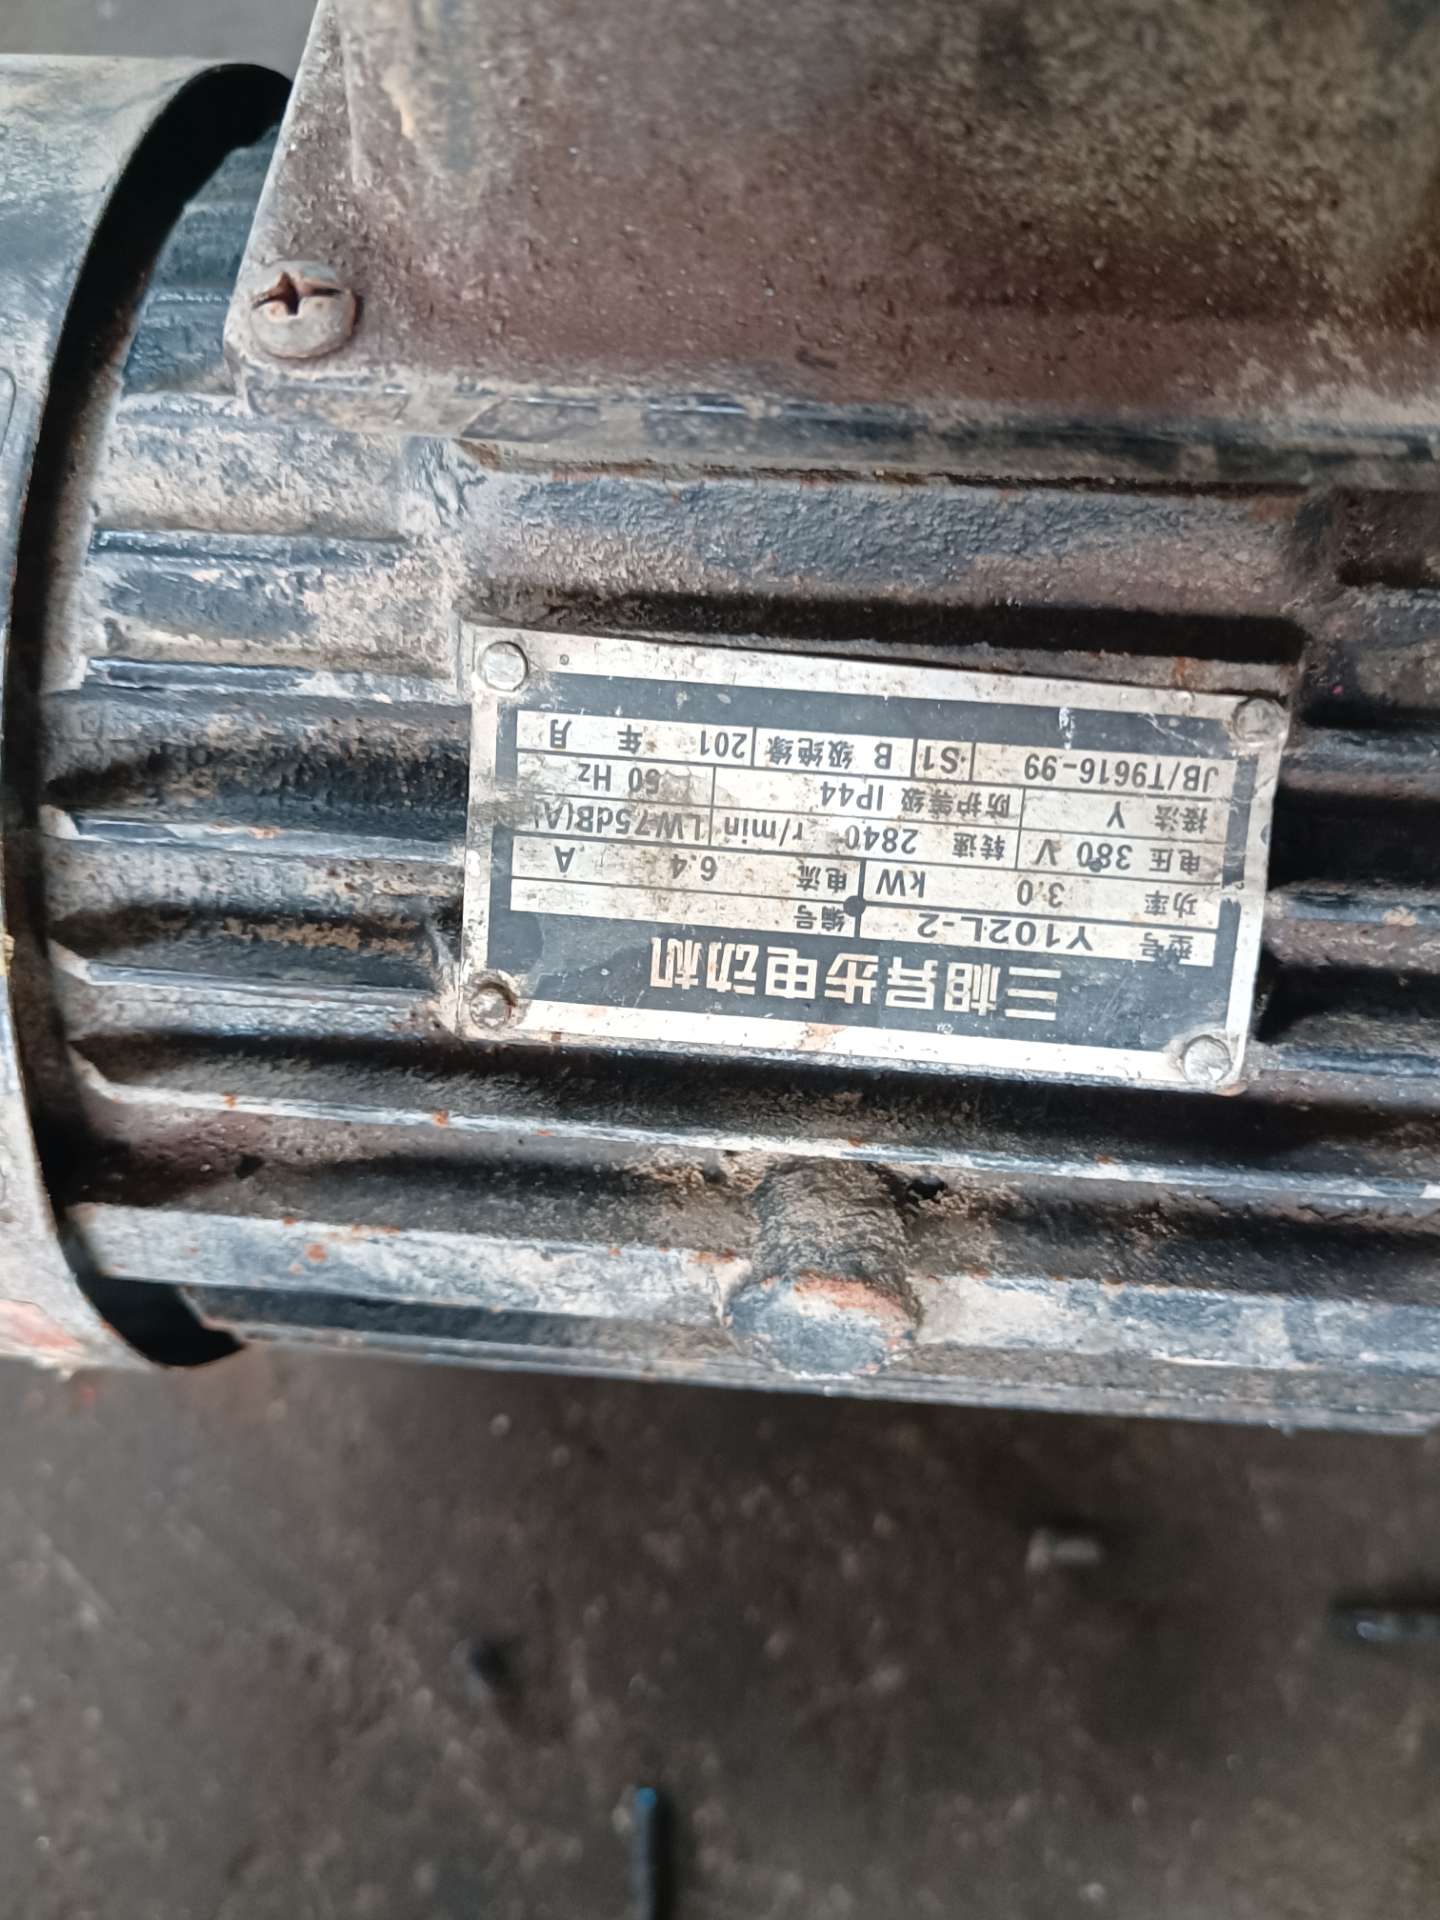 三相异步电动机
型号 Y102L-2 编号
功率 3.0 kW 电流 6.4 A
电压 380 V 转速 2840 r/min LW75dB(A)
接法 Y 防护等级 IP44 50 Hz
JB/T9616-99 S1 B 级绝缘 201 年 月